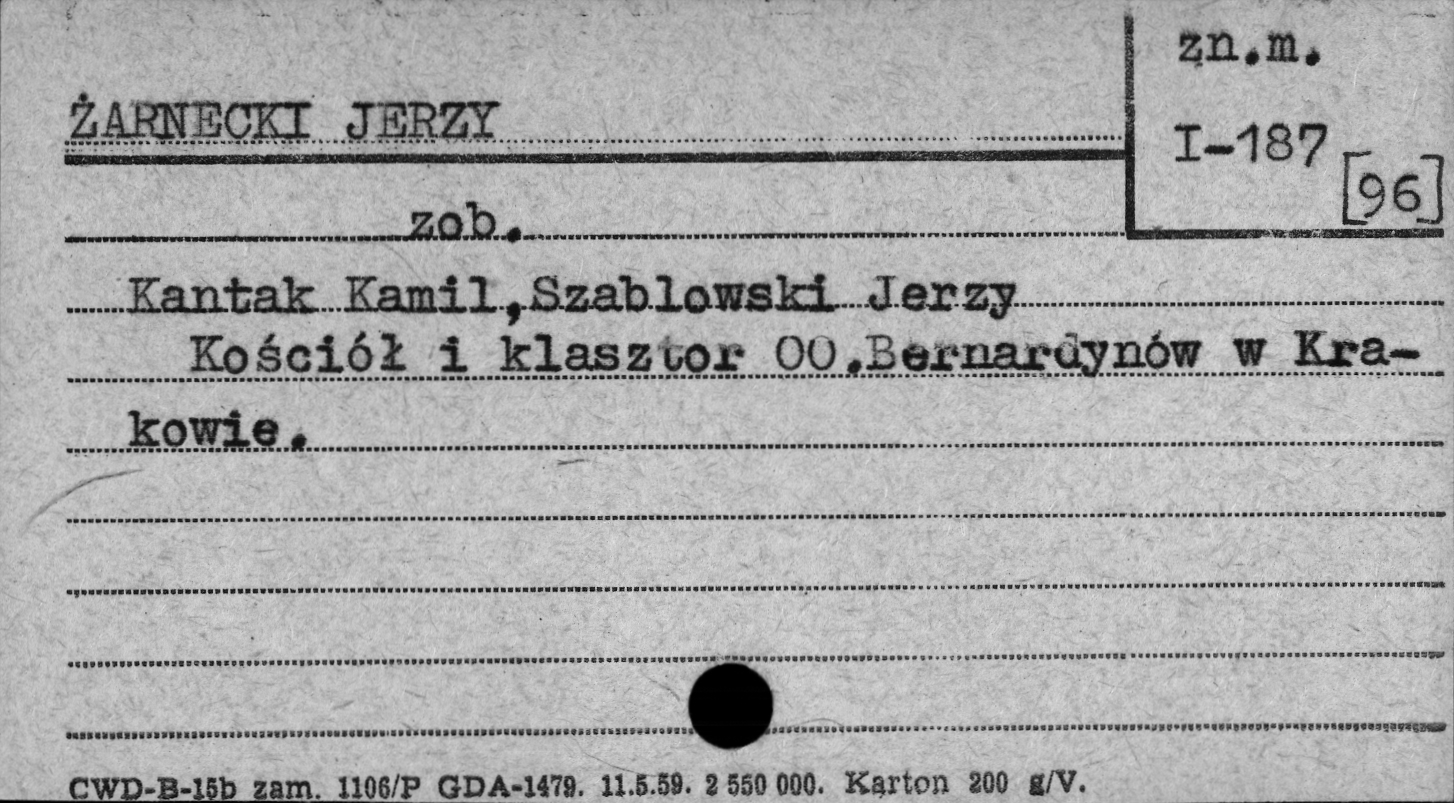 zn.m.
ŻARNECKI JERZY
I-187
[96]
zob.
Kantak Kamil,Szablowski Jerzy
Kościół i klasztor OO.Bernardynów w Kra-
kowie.
CWD-B-15b zam. 1106/P GDA-1479. 11.5.59. 2 550 000. Karton 200 g/V.